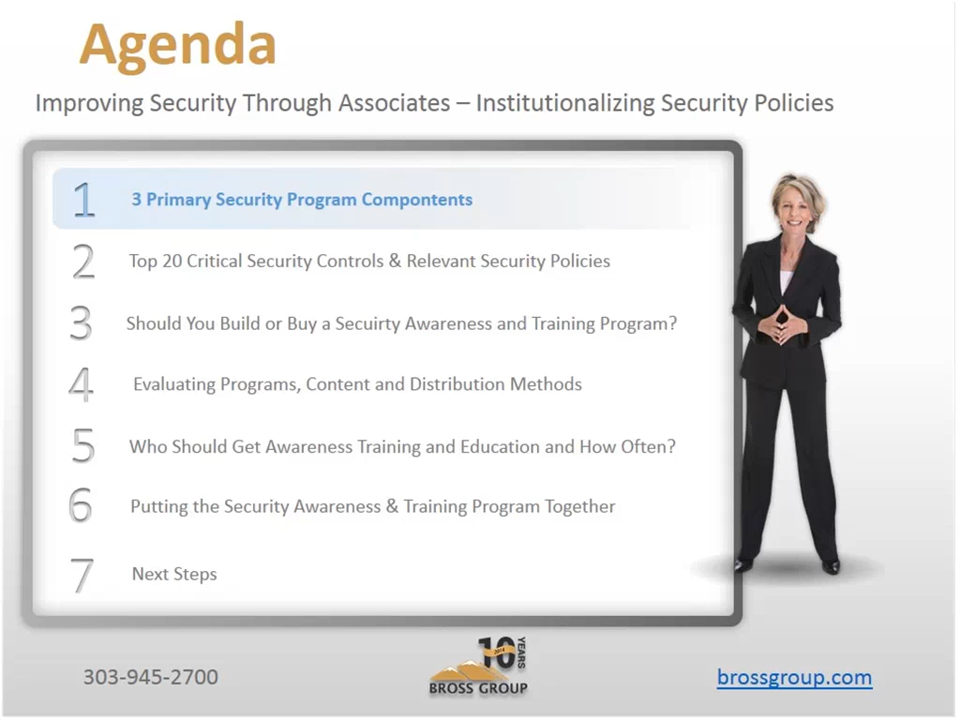 Agenda
Improving Security Through Associates – Institutionalizing Security Policies
1 3 Primary Security Program Compontents
2 Top 20 Critical Security Controls & Relevant Security Policies
3 Should You Build or Buy a Secuirty Awareness and Training Program?
4 Evaluating Programs, Content and Distribution Methods
5 Who Should Get Awareness Training and Education and How Often?
6 Putting the Security Awareness & Training Program Together
7 Next Steps
303-945-2700
10 YEARS
2014
BROSS GROUP
brossgroup.com